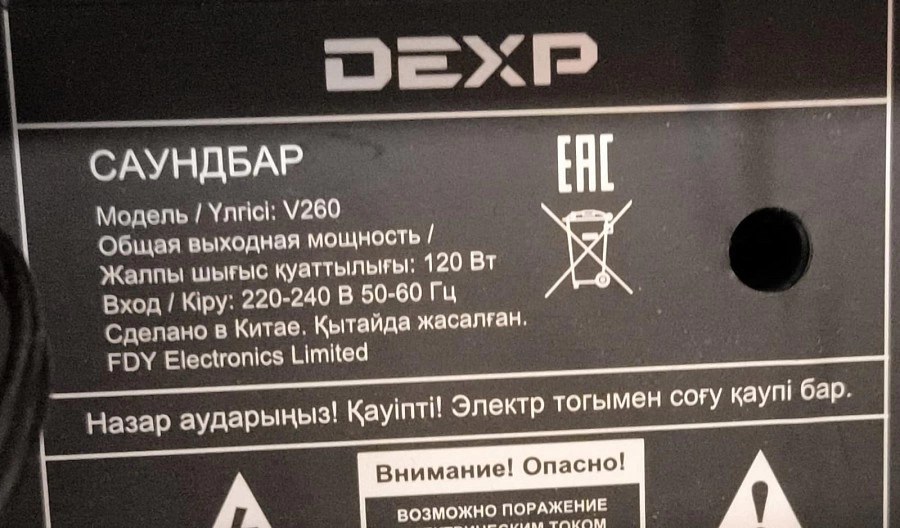 DEXP
САУНДБАР
EAC
Модель / Үлгісі: V260
Общая выходная мощность /
Жалпы шығыс қуаттылығы: 120 Вт
Вход / Кіру: 220-240 В 50-60 Гц
Сделано в Китае. Қытайда жасалған.
FDY Electronics Limited
Назар аударыңыз! Қауіпті! Электр тогымен соғу қаупі бар.
Внимание! Опасно!
ВОЗМОЖНО ПОРАЖЕНИЕ
ЭЛЕКТРИЧЕСКИМ ТОКОМ